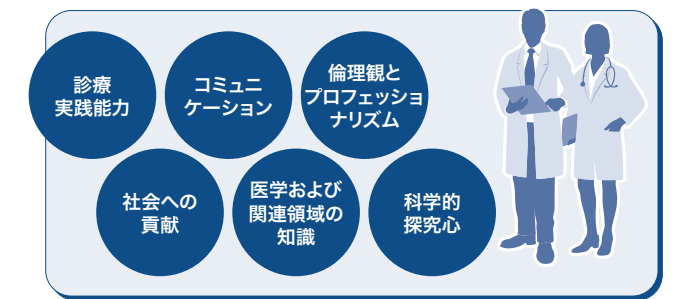 診療
実践能力
コミュニ
ケーション
倫理観と
プロフェッショ
ナリズム
社会への
貢献
医学および
関連領域の
知識
科学的
探究心